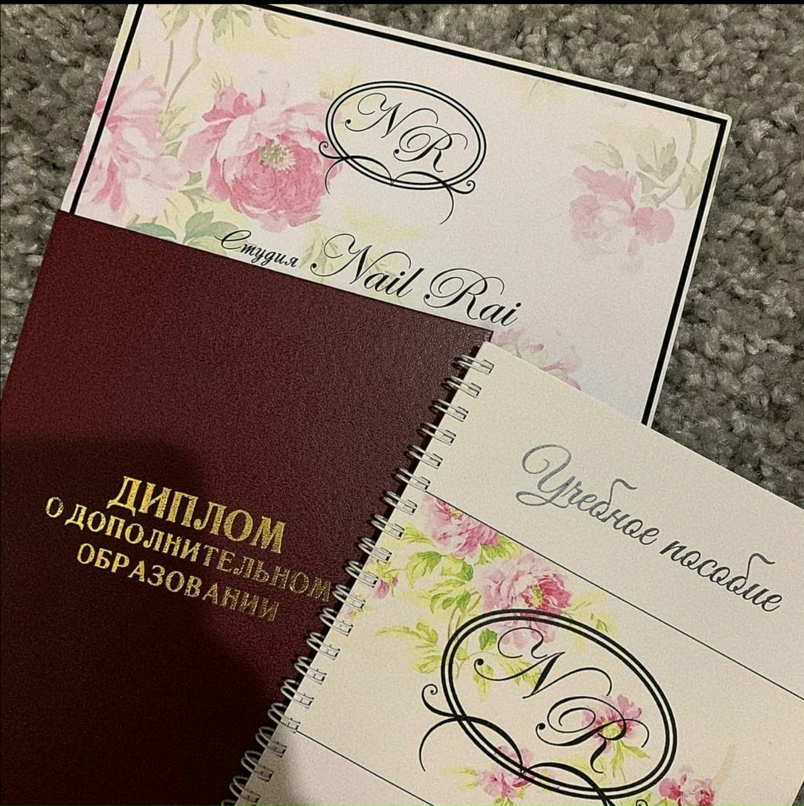 NR
Студия Nail Rai
ДИПЛОМ
О ДОПОЛНИТЕЛЬНОМ
ОБРАЗОВАНИИ
Учебное пособие
NR